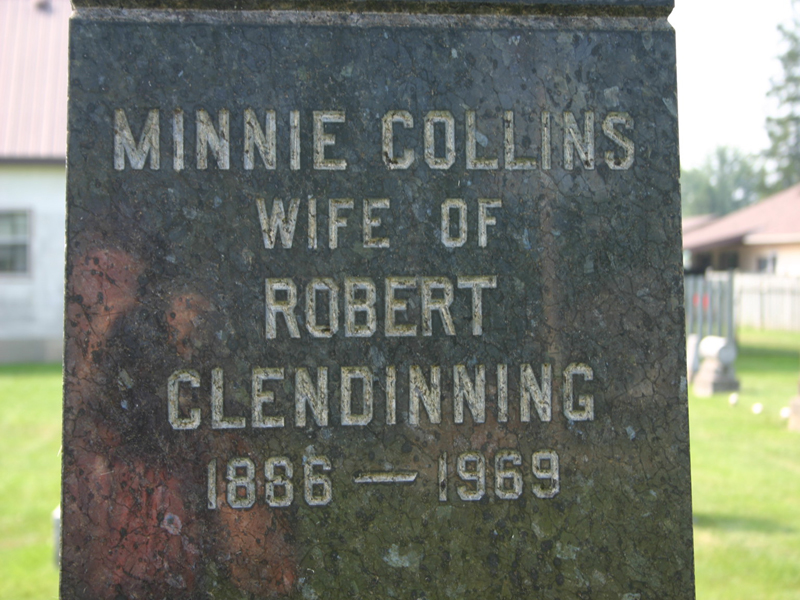 MINNIE COLLINS
WIFE OF
ROBERT
CLENDINNING
1886 — 1969